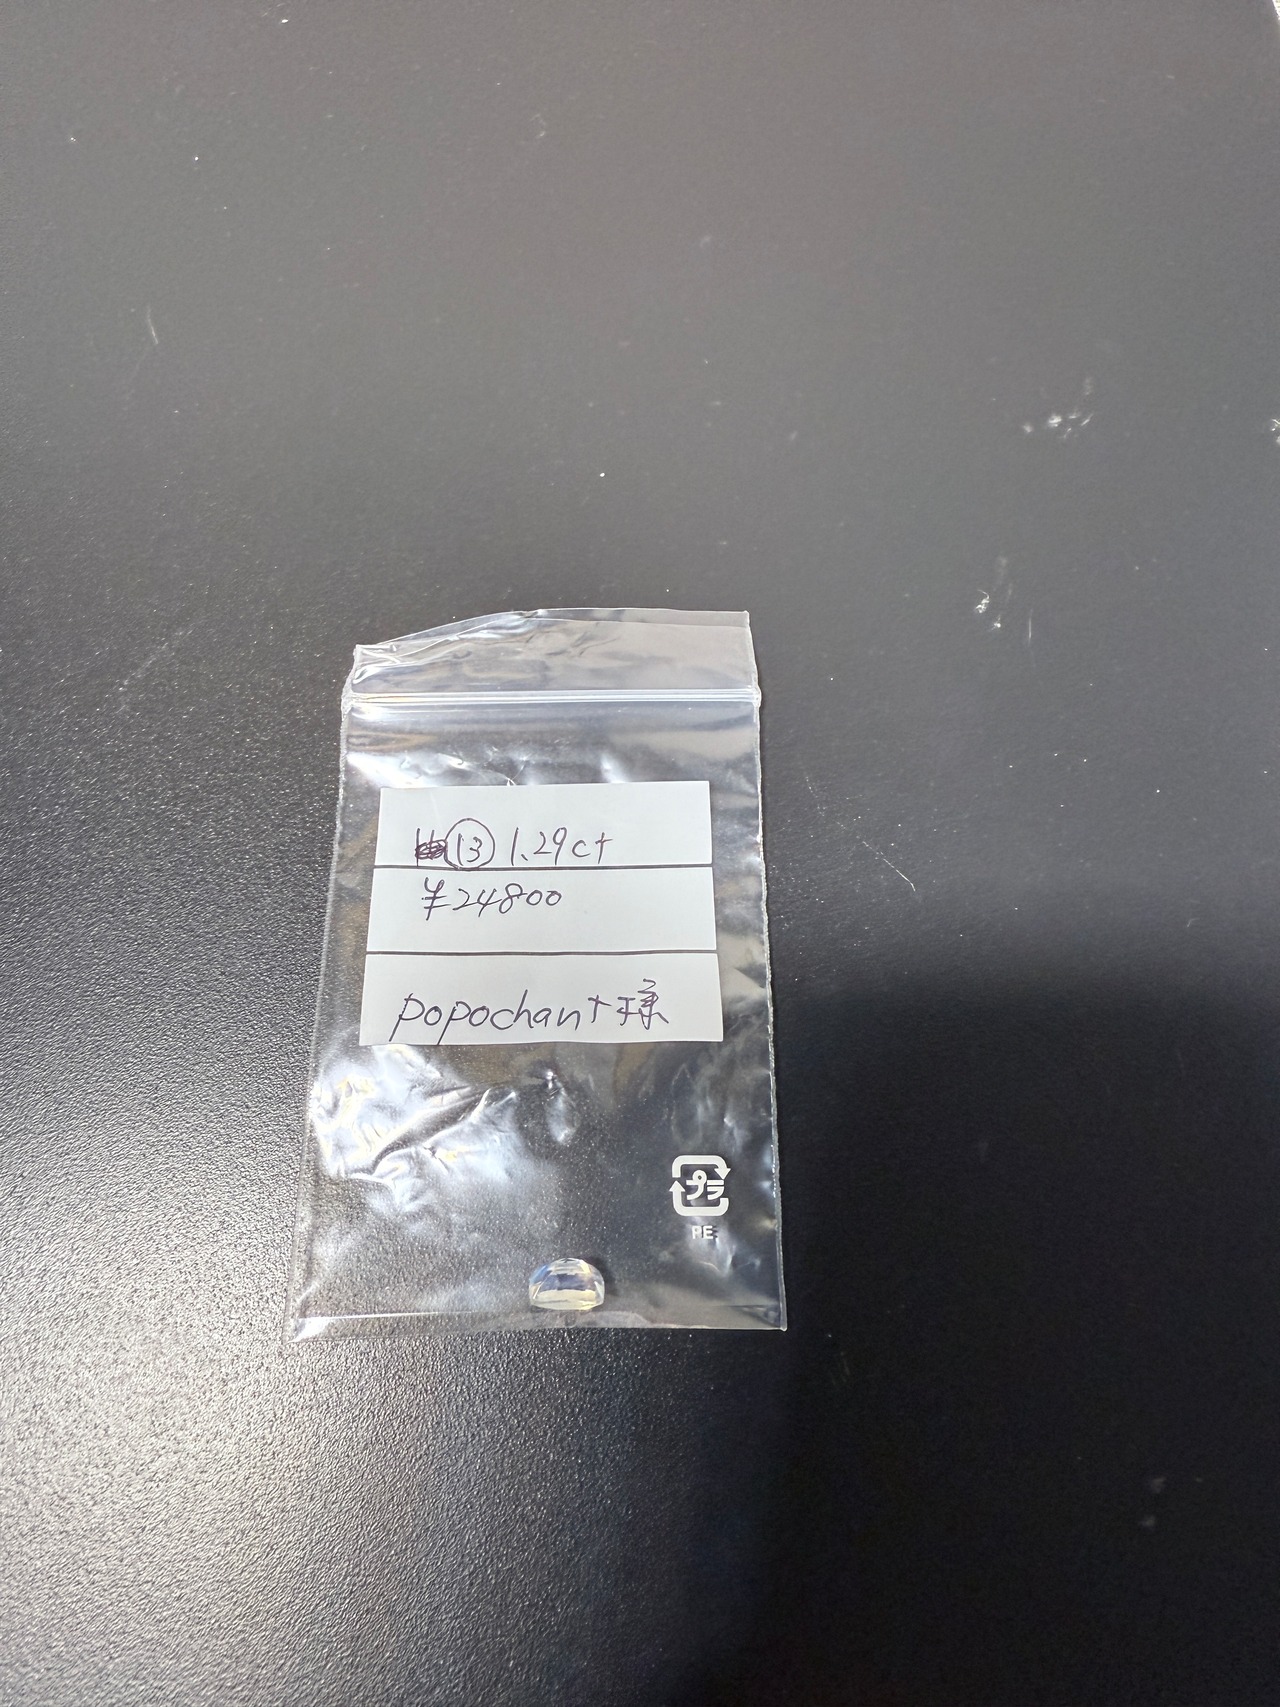 ⑬ 1.29ct
¥24800
popochant様
プラ
PE